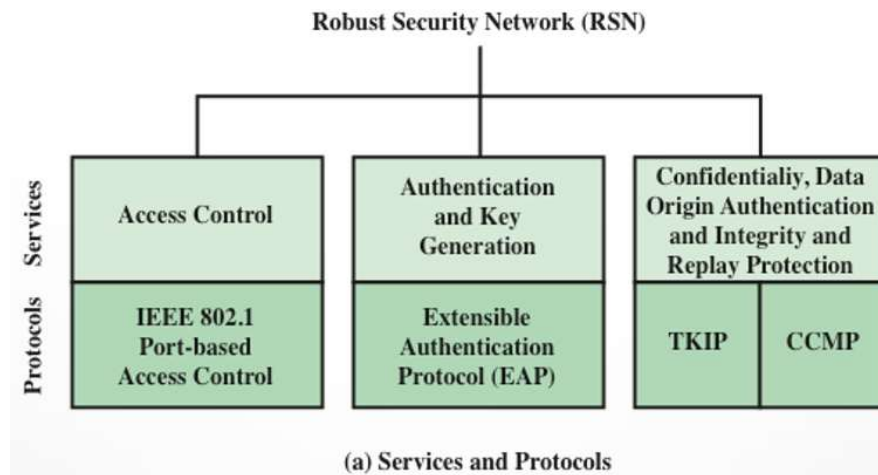 Robust Security Network (RSN)
Services
Access Control
Authentication
and Key
Generation
Confidentialiy, Data
Origin Authentication
and Integrity and
Replay Protection
Protocols
IEEE 802.1
Port-based
Access Control
Extensible
Authentication
Protocol (EAP)
TKIP
CCMP
(a) Services and Protocols